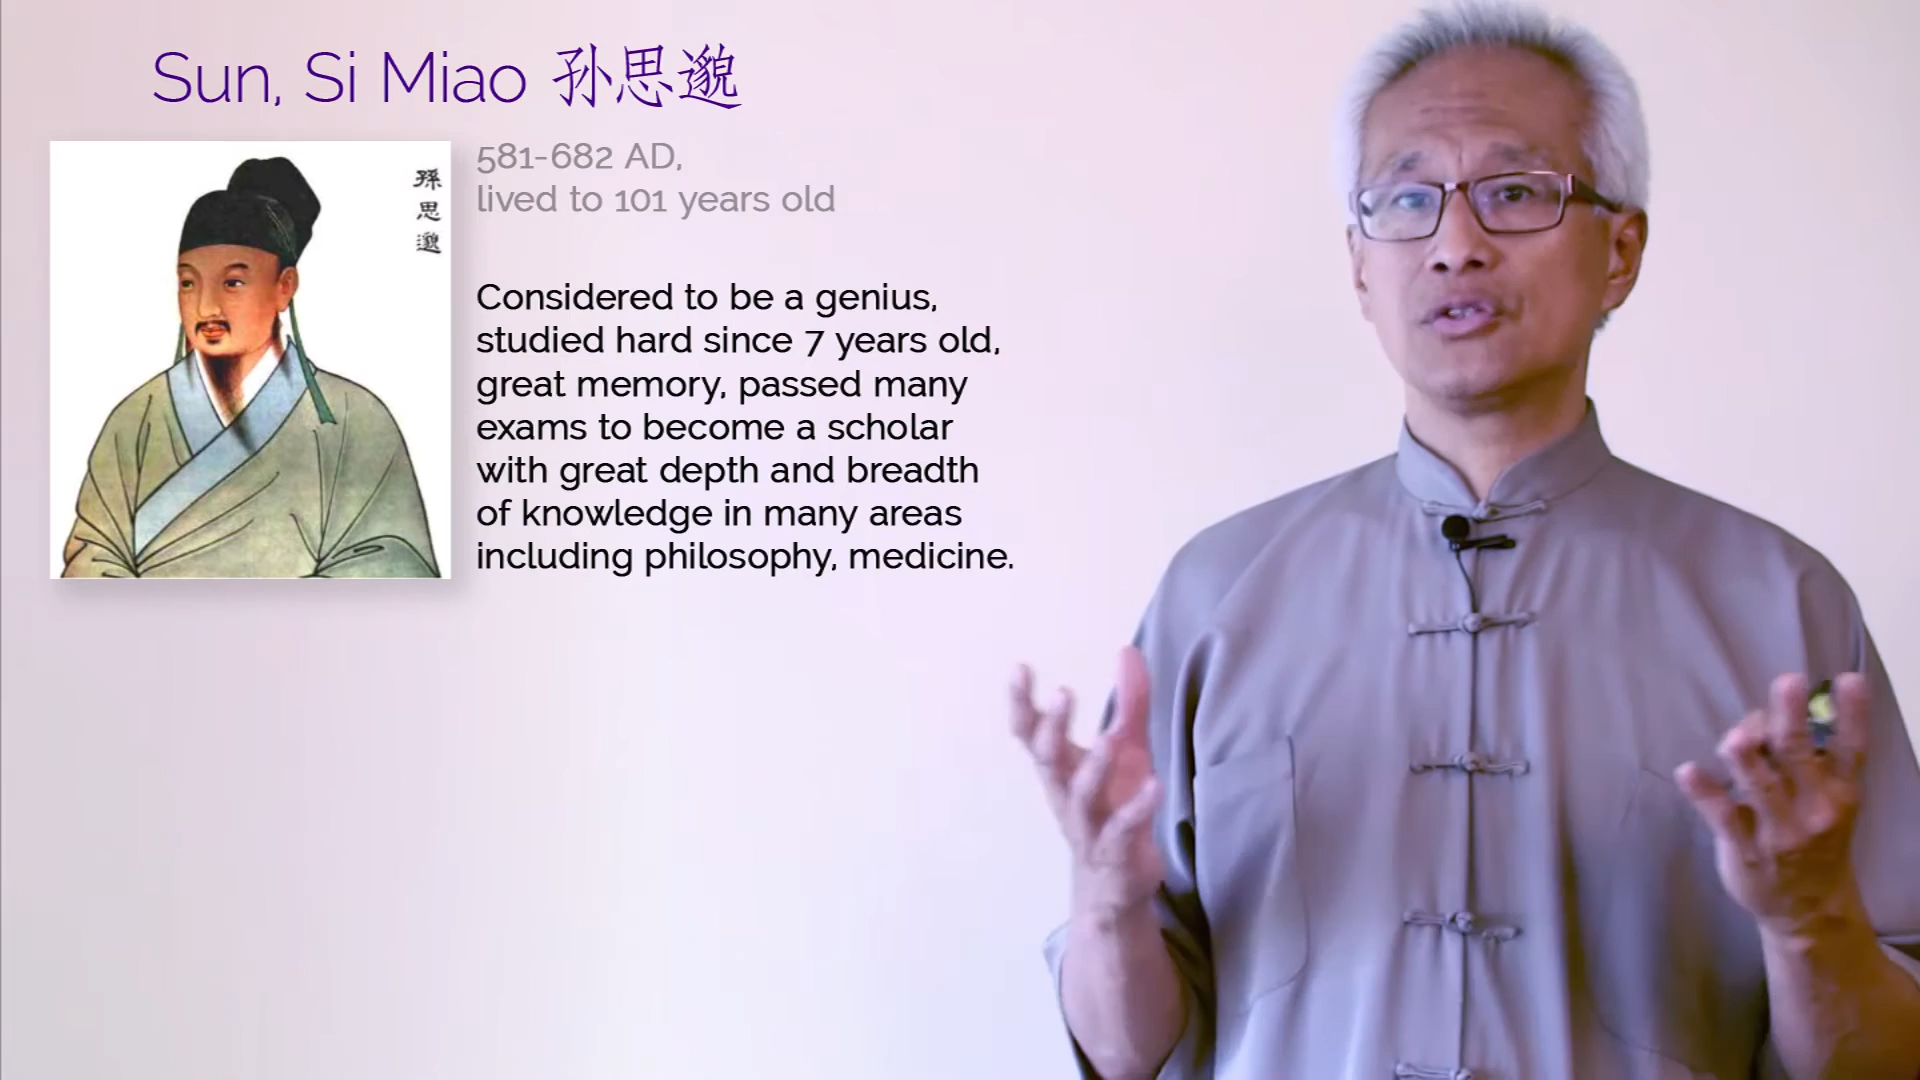 Sun, Si Miao 孙思邈
孫思邈
581-682 AD,
lived to 101 years old
Considered to be a genius,
studied hard since 7 years old,
great memory, passed many
exams to become a scholar
with great depth and breadth
of knowledge in many areas
including philosophy, medicine.